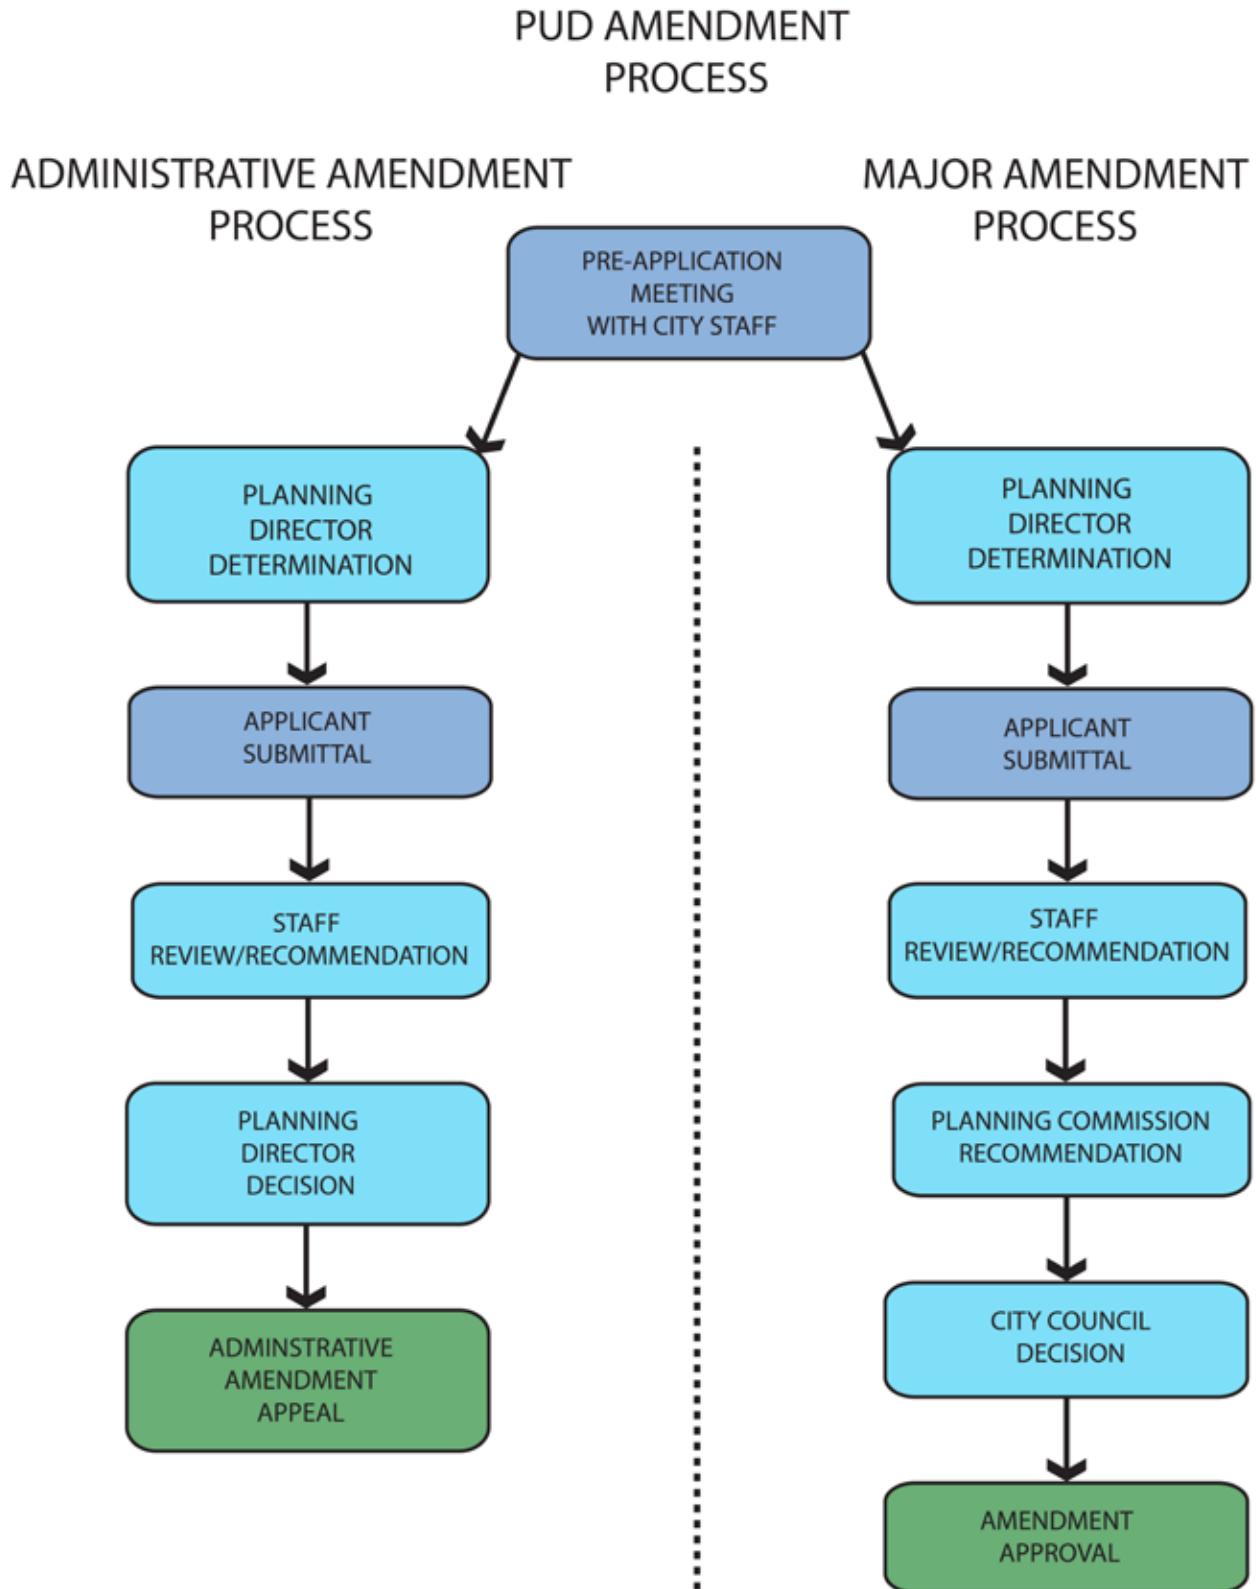 PUD AMENDMENT
PROCESS
ADMINISTRATIVE AMENDMENT
PROCESS
MAJOR AMENDMENT
PROCESS
PRE-APPLICATION
MEETING
WITH CITY STAFF
PLANNING
DIRECTOR
DETERMINATION
APPLICANT
SUBMITTAL
STAFF
REVIEW/RECOMMENDATION
PLANNING
DIRECTOR
DECISION
ADMINSTRATIVE
AMENDMENT
APPEAL
PLANNING
DIRECTOR
DETERMINATION
APPLICANT
SUBMITTAL
STAFF
REVIEW/RECOMMENDATION
PLANNING COMMISSION
RECOMMENDATION
CITY COUNCIL
DECISION
AMENDMENT
APPROVAL